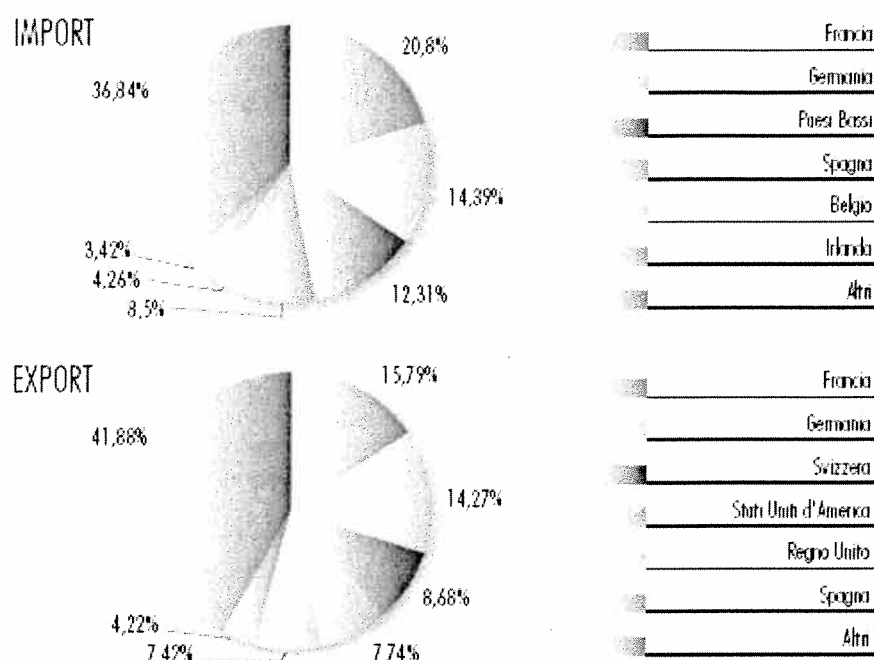 IMPORT
20,8%
36,84%
14,39%
3,42%
4,26%
8,5%
12,31%
Francia
Germania
Paesi Bassi
Spagna
Belgio
Irlanda
Altri
EXPORT
15,79%
41,88%
14,27%
8,68%
4,22%
7,42%
7,74%
Francia
Germania
Svizzera
Stati Uniti d'America
Regno Unito
Spagna
Altri